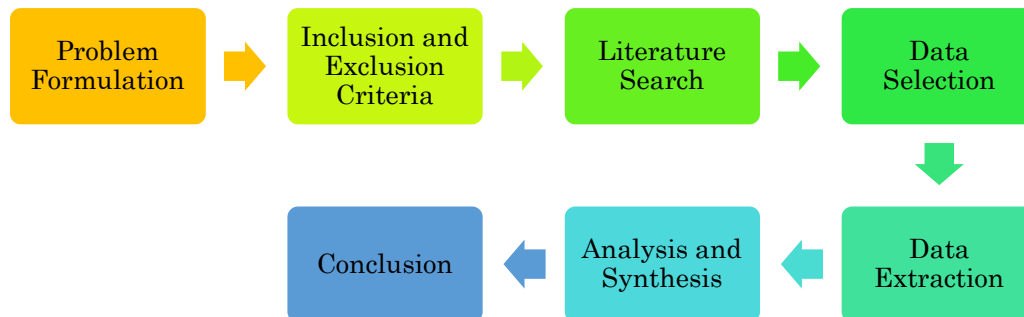 Problem
Formulation
Inclusion and
Exclusion
Criteria
Literature
Search
Data
Selection
Data
Extraction
Analysis and
Synthesis
Conclusion